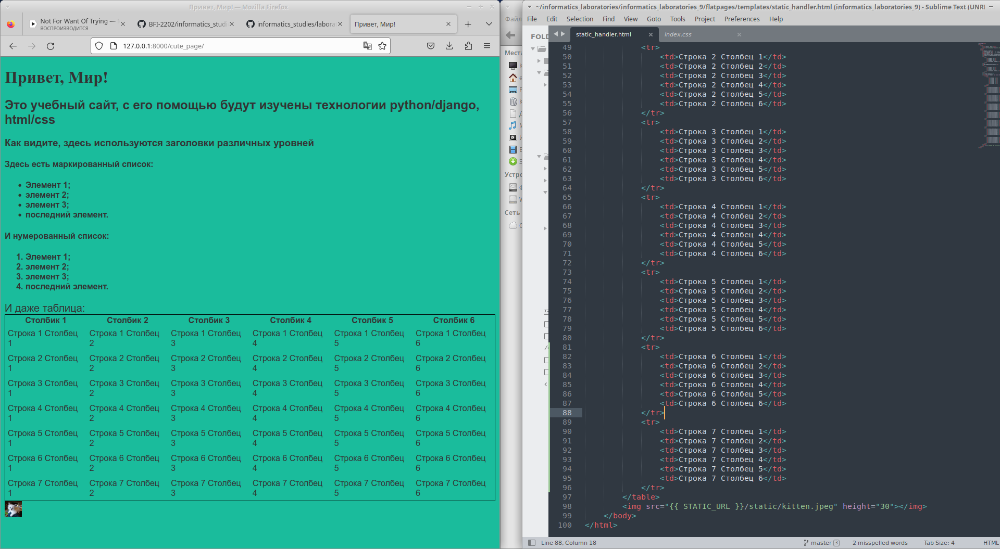 Привет, Мир! — Mozilla Firefox
Not For Want Of Trying —
ВОСПРОИЗВОДИТСЯ
BFI-2202/informatics_studi
informatics_studies/labora
Привет, Мир!
127.0.0.1:8000/cute_page/
Привет, Мир!
Это учебный сайт, с его помощью будут изучены технологии python/django,
html/css
Как видите, здесь используются заголовки различных уровней
Здесь есть маркированный список:
• Элемент 1;
• элемент 2;
• элемент 3;
• последний элемент.
И нумерованный список:
1. Элемент 1;
2. элемент 2;
3. элемент 3;
4. последний элемент.
И даже таблица:
Столбик 1 Столбик 2 Столбик 3 Столбик 4 Столбик 5 Столбик 6
Строка 1 Столбец Строка 1 Столбец Строка 1 Столбец Строка 1 Столбец Строка 1 Столбец Строка 1 Столбец
1 2 3 4 5 6
Строка 2 Столбец Строка 2 Столбец Строка 2 Столбец Строка 2 Столбец Строка 2 Столбец Строка 2 Столбец
1 2 3 4 5 6
Строка 3 Столбец Строка 3 Столбец Строка 3 Столбец Строка 3 Столбец Строка 3 Столбец Строка 3 Столбец
1 2 3 4 5 6
Строка 4 Столбец Строка 4 Столбец Строка 4 Столбец Строка 4 Столбец Строка 4 Столбец Строка 4 Столбец
1 2 3 4 5 6
Строка 5 Столбец Строка 5 Столбец Строка 5 Столбец Строка 5 Столбец Строка 5 Столбец Строка 5 Столбец
1 2 3 4 5 6
Строка 6 Столбец Строка 6 Столбец Строка 6 Столбец Строка 6 Столбец Строка 6 Столбец Строка 6 Столбец
1 2 3 4 5 6
Строка 7 Столбец Строка 7 Столбец Строка 7 Столбец Строка 7 Столбец Строка 7 Столбец Строка 7 Столбец
1 2 3 4 5 6
Файл
Места
Устро
Сеть
~/informatics_laboratories/informatics_laboratories_9/flatpages/templates/static_handler.html (informatics_laboratories_9) - Sublime Text (UNRE
File Edit Selection Find View Goto Tools Project Preferences Help
FOLD
static_handler.html
index.css
49 <tr>
50 <td>Строка 2 Столбец 1</td>
51 <td>Строка 2 Столбец 2</td>
52 <td>Строка 2 Столбец 3</td>
53 <td>Строка 2 Столбец 4</td>
54 <td>Строка 2 Столбец 5</td>
55 <td>Строка 2 Столбец 6</td>
56 </tr>
57 <tr>
58 <td>Строка 3 Столбец 1</td>
59 <td>Строка 3 Столбец 2</td>
60 <td>Строка 3 Столбец 3</td>
61 <td>Строка 3 Столбец 4</td>
62 <td>Строка 3 Столбец 5</td>
63 <td>Строка 3 Столбец 6</td>
64 </tr>
65 <tr>
66 <td>Строка 4 Столбец 1</td>
67 <td>Строка 4 Столбец 2</td>
68 <td>Строка 4 Столбец 3</td>
69 <td>Строка 4 Столбец 4</td>
70 <td>Строка 4 Столбец 5</td>
71 <td>Строка 4 Столбец 6</td>
72 </tr>
73 <tr>
74 <td>Строка 5 Столбец 1</td>
75 <td>Строка 5 Столбец 2</td>
76 <td>Строка 5 Столбец 3</td>
77 <td>Строка 5 Столбец 4</td>
78 <td>Строка 5 Столбец 5</td>
79 <td>Строка 5 Столбец 6</td>
80 </tr>
81 <tr>
82 <td>Строка 6 Столбец 1</td>
83 <td>Строка 6 Столбец 2</td>
84 <td>Строка 6 Столбец 3</td>
85 <td>Строка 6 Столбец 4</td>
86 <td>Строка 6 Столбец 5</td>
87 <td>Строка 6 Столбец 6</td>
88 </tr>
89 <tr>
90 <td>Строка 7 Столбец 1</td>
91 <td>Строка 7 Столбец 2</td>
92 <td>Строка 7 Столбец 3</td>
93 <td>Строка 7 Столбец 4</td>
94 <td>Строка 7 Столбец 5</td>
95 <td>Строка 7 Столбец 6</td>
96 </tr>
97 </table>
98 <img src="{{ STATIC_URL }}/static/kitten.jpeg" height="30"></img>
99 </body>
100 </html>
Line 88, Column 18
master 3
2 misspelled words
Tab Size: 4
HTML